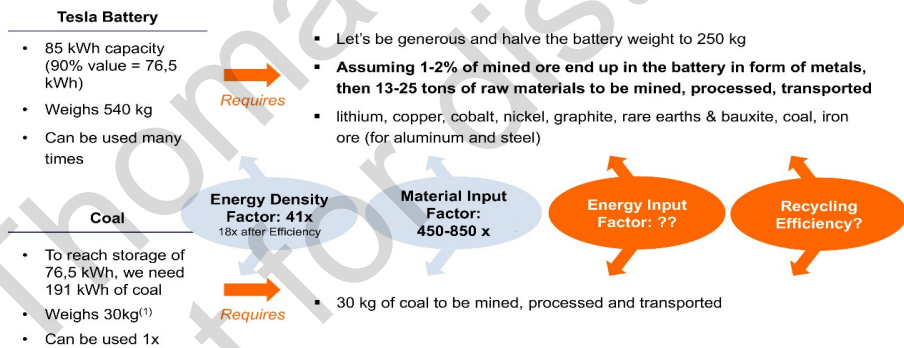 Tesla Battery
• 85 kWh capacity
(90% value = 76,5
kWh)
• Weighs 540 kg
• Can be used many
times
Requires
▪ Let's be generous and halve the battery weight to 250 kg
▪ Assuming 1-2% of mined ore end up in the battery in form of metals,
then 13-25 tons of raw materials to be mined, processed, transported
▪ lithium, copper, cobalt, nickel, graphite, rare earths & bauxite, coal, iron
ore (for aluminum and steel)
Energy Density
Factor: 41x
18x after Efficiency
Material Input
Factor:
450-850 x
Energy Input
Factor: ??
Recycling
Efficiency?
Coal
• To reach storage of
76,5 kWh, we need
191 kWh of coal
• Weighs 30kg(1)
• Can be used 1x
Requires
▪ 30 kg of coal to be mined, processed and transported
Thoma
t for dis